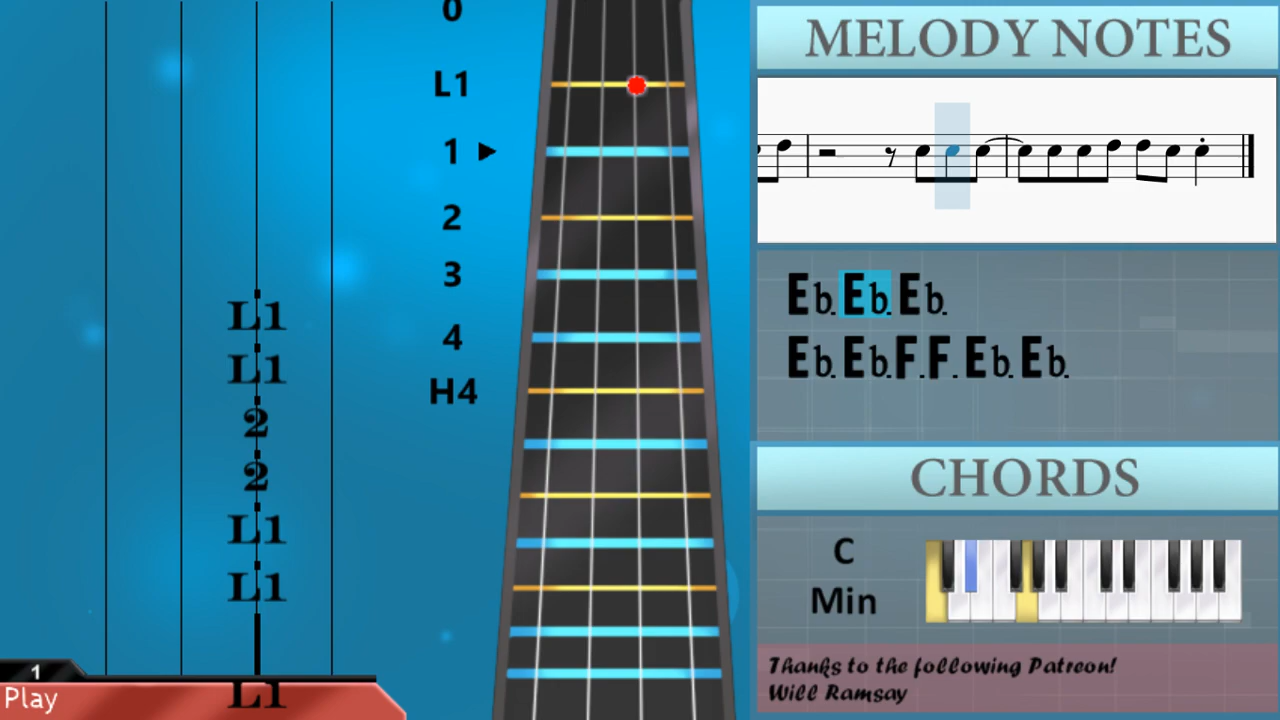 0
L1
1
2
3
4
H4
L1
L1
2
2
L1
L1
L1
1
Play
MELODY NOTES
Eb. Eb. Eb.
Eb. Eb. F. F. Eb. Eb.
CHORDS
C
Min
Thanks to the following Patreon!
Will Ramsay